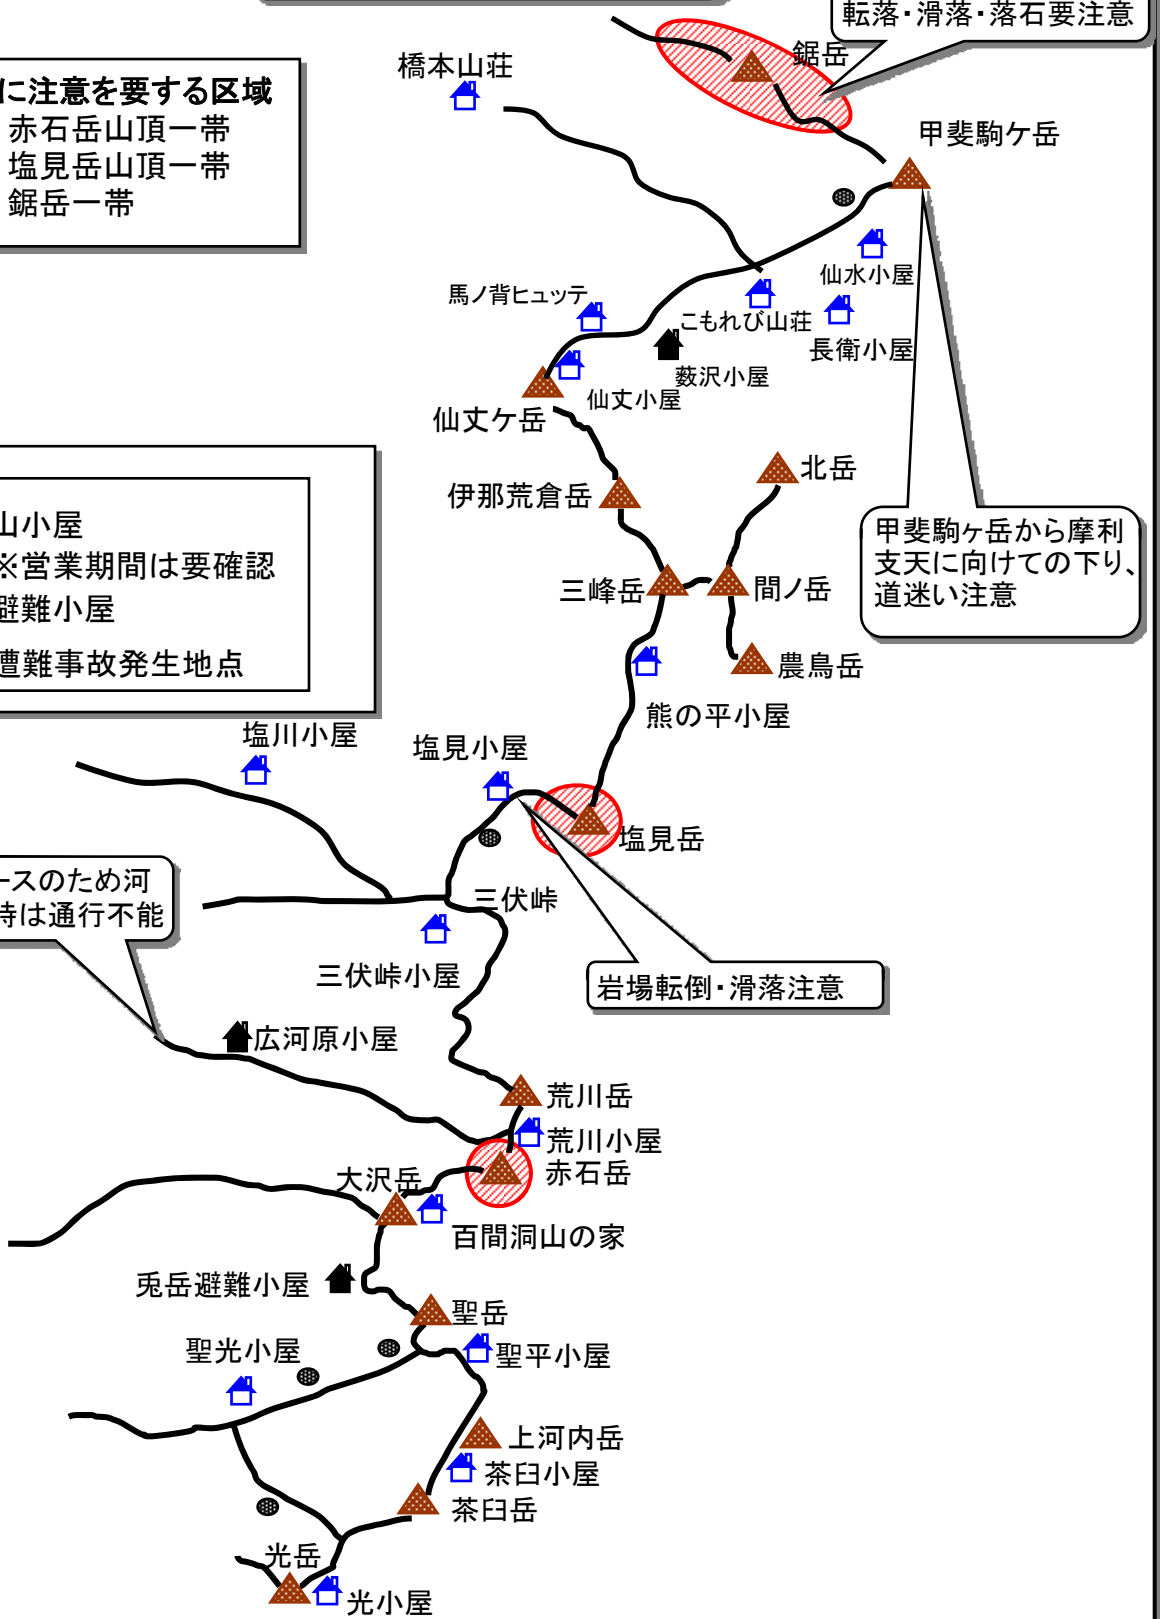 転落・滑落・落石要注意
鋸岳
橋本山荘
に注意を要する区域
赤石岳山頂一帯
塩見岳山頂一帯
鋸岳一帯
甲斐駒ケ岳
仙水小屋
馬ノ背ヒュッテ
こもれび山荘
長衛小屋
薮沢小屋
仙丈小屋
仙丈ケ岳
北岳
伊那荒倉岳
甲斐駒ヶ岳から摩利
支天に向けての下り、
道迷い注意
山小屋
※営業期間は要確認
避難小屋
遭難事故発生地点
三峰岳
間ノ岳
農鳥岳
熊の平小屋
塩川小屋
塩見小屋
塩見岳
ースのため河
時は通行不能
三伏峠
三伏峠小屋
岩場転倒・滑落注意
広河原小屋
荒川岳
荒川小屋
赤石岳
大沢岳
百間洞山の家
兎岳避難小屋
聖岳
聖光小屋
聖平小屋
上河内岳
茶臼小屋
茶臼岳
光岳
光小屋